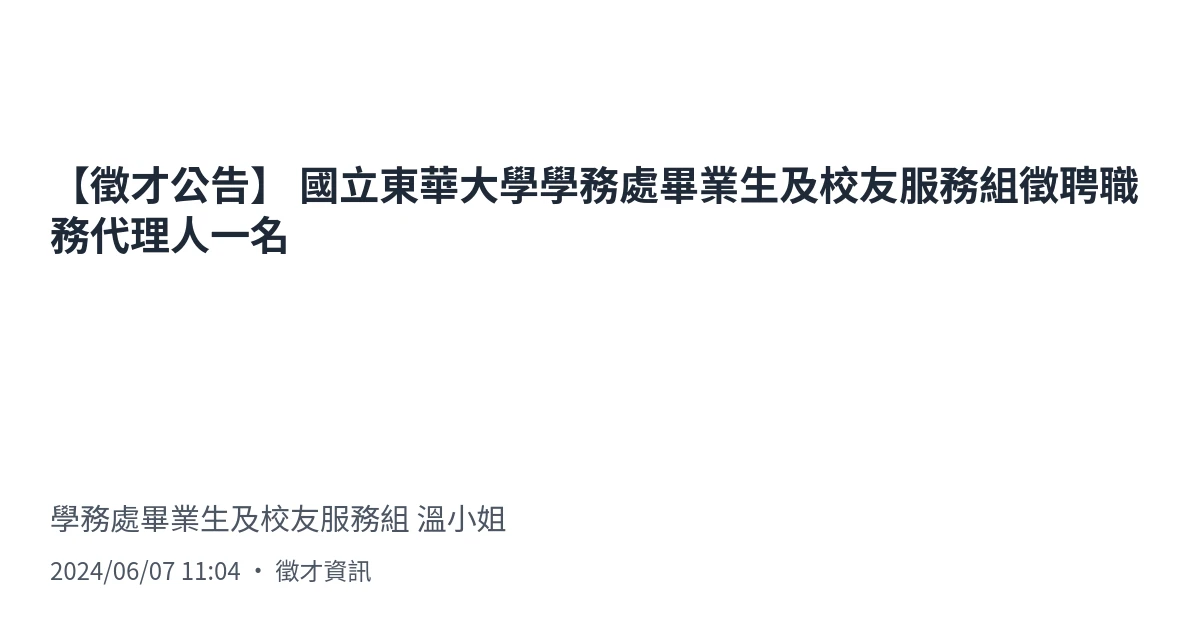 【徵才公告】 國立東華大學學務處畢業生及校友服務組徵聘職
務代理人一名
學務處畢業生及校友服務組 溫小姐
2024/06/07 11:04 • 徵才資訊